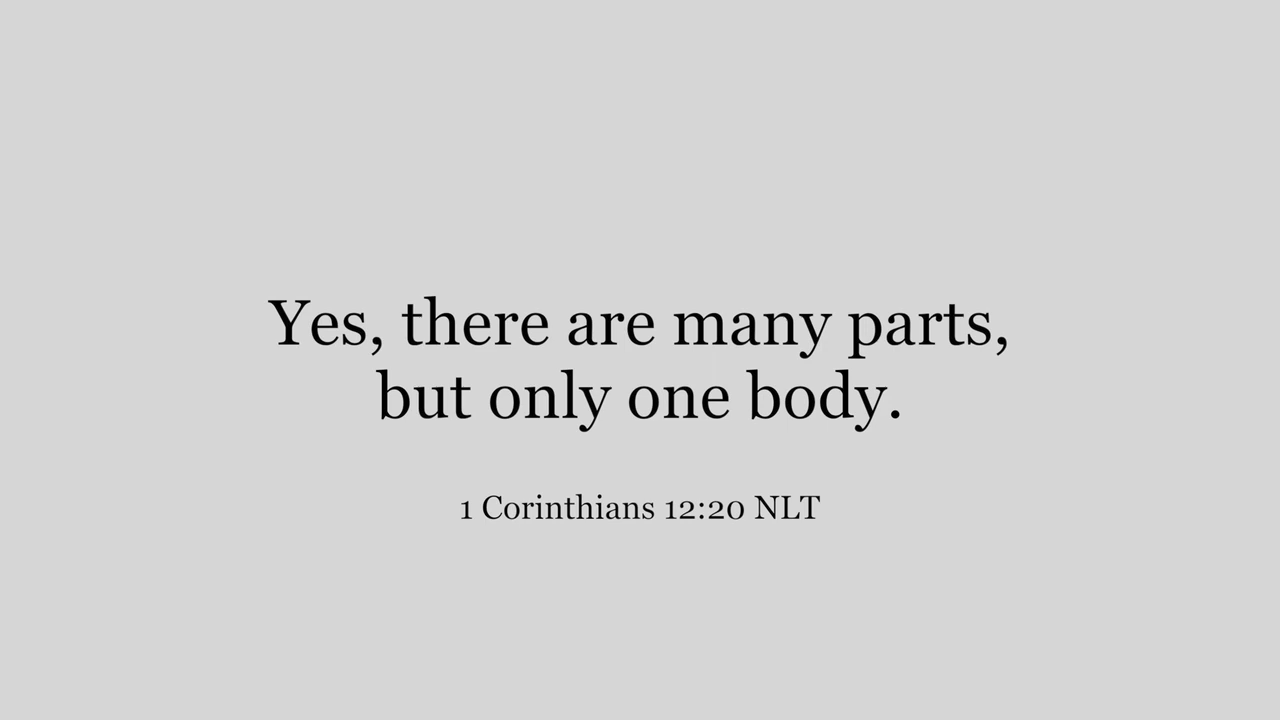 Yes, there are many parts,
but only one body.
1 Corinthians 12:20 NLT